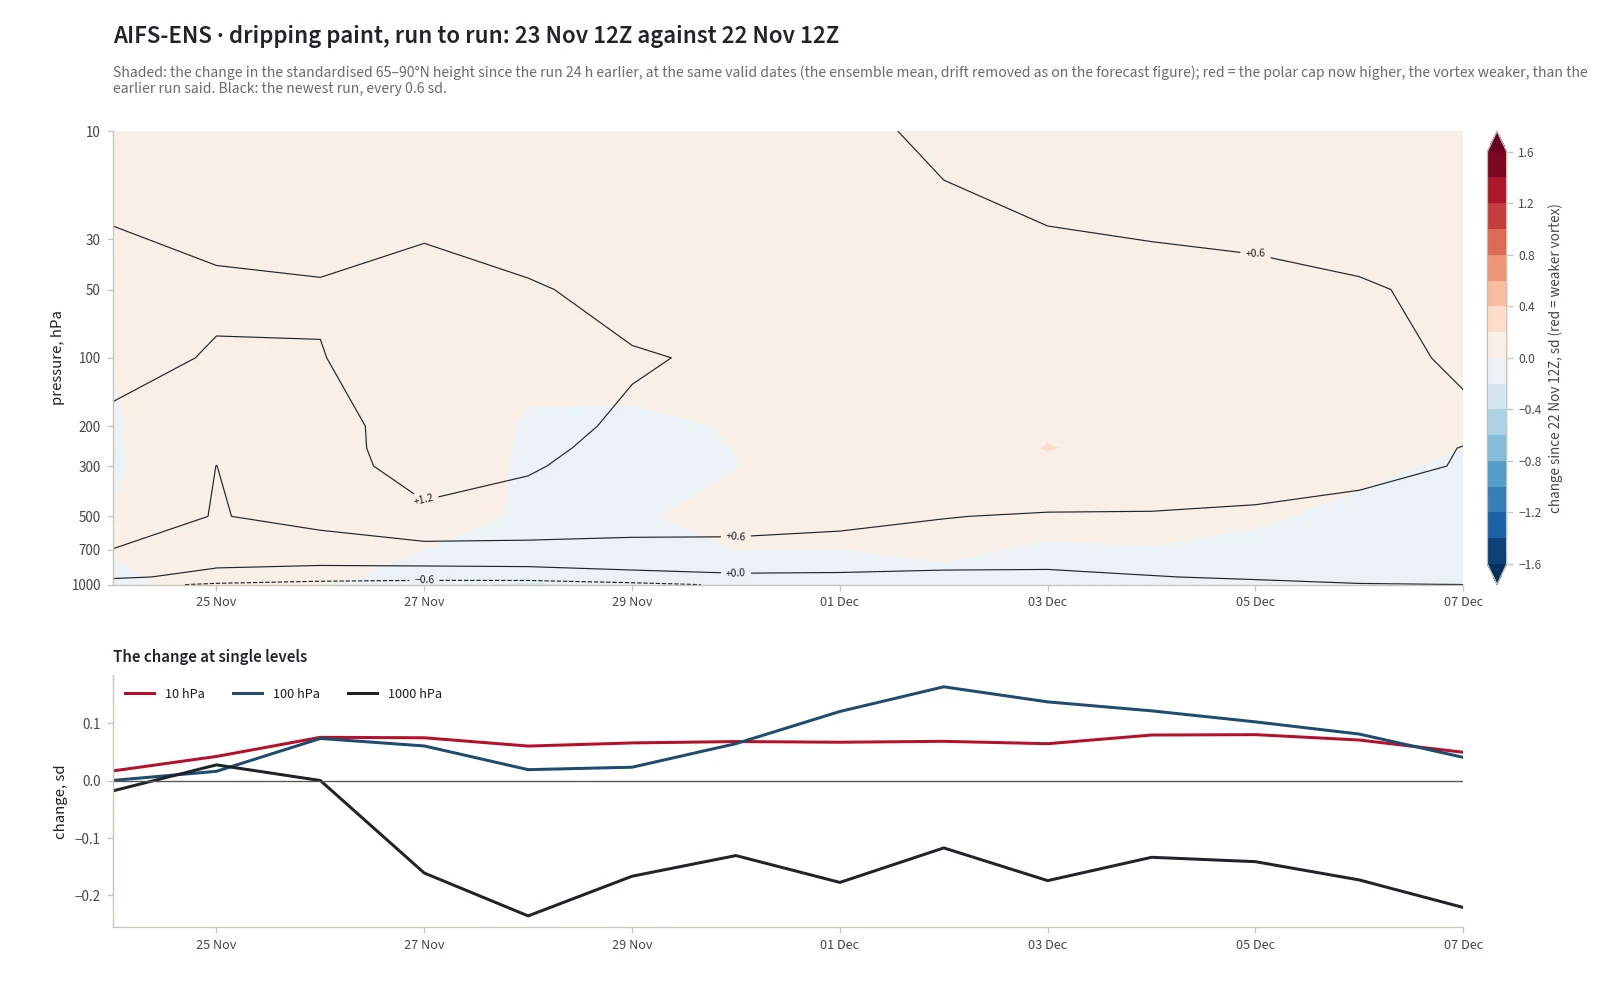 AIFS-ENS · dripping paint, run to run: 23 Nov 12Z against 22 Nov 12Z
Shaded: the change in the standardised 65–90°N height since the run 24 h earlier, at the same valid dates (the ensemble mean, drift removed as on the forecast figure); red = the polar cap now higher, the vortex weaker, than the
earlier run said. Black: the newest run, every 0.6 sd.
pressure, hPa
10
30
50
100
200
300
500
700
1000
+0.6
+1.2
+0.6
+0.0
−0.6
25 Nov
27 Nov
29 Nov
01 Dec
03 Dec
05 Dec
07 Dec
1.6
1.2
0.8
0.4
0.0
−0.4
−0.8
−1.2
−1.6
change since 22 Nov 12Z, sd (red = weaker vortex)
The change at single levels
10 hPa
100 hPa
1000 hPa
change, sd
0.1
0.0
−0.1
−0.2
25 Nov
27 Nov
29 Nov
01 Dec
03 Dec
05 Dec
07 Dec